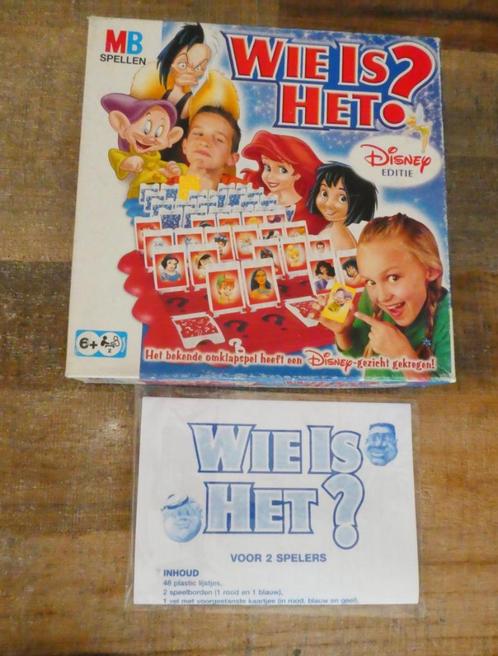 MB
SPELLEN
WIE IS
HET?
Disney
EDITIE
6+
2
Het bekende omklapspel heeft een Disney-gezicht gekregen!
WIE IS
HET?
VOOR 2 SPELERS
INHOUD
48 plastic lijstjes,
2 speelborden (1 rood en 1 blauw),
1 vel met voorgestanste kaartjes (in rood, blauw en geel),